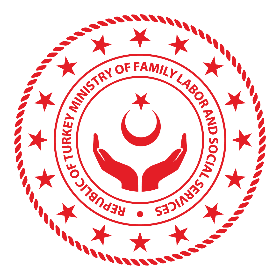 REPUBLIC OF TURKEY MINISTRY OF FAMILY LABOR AND SOCIAL SERVICES